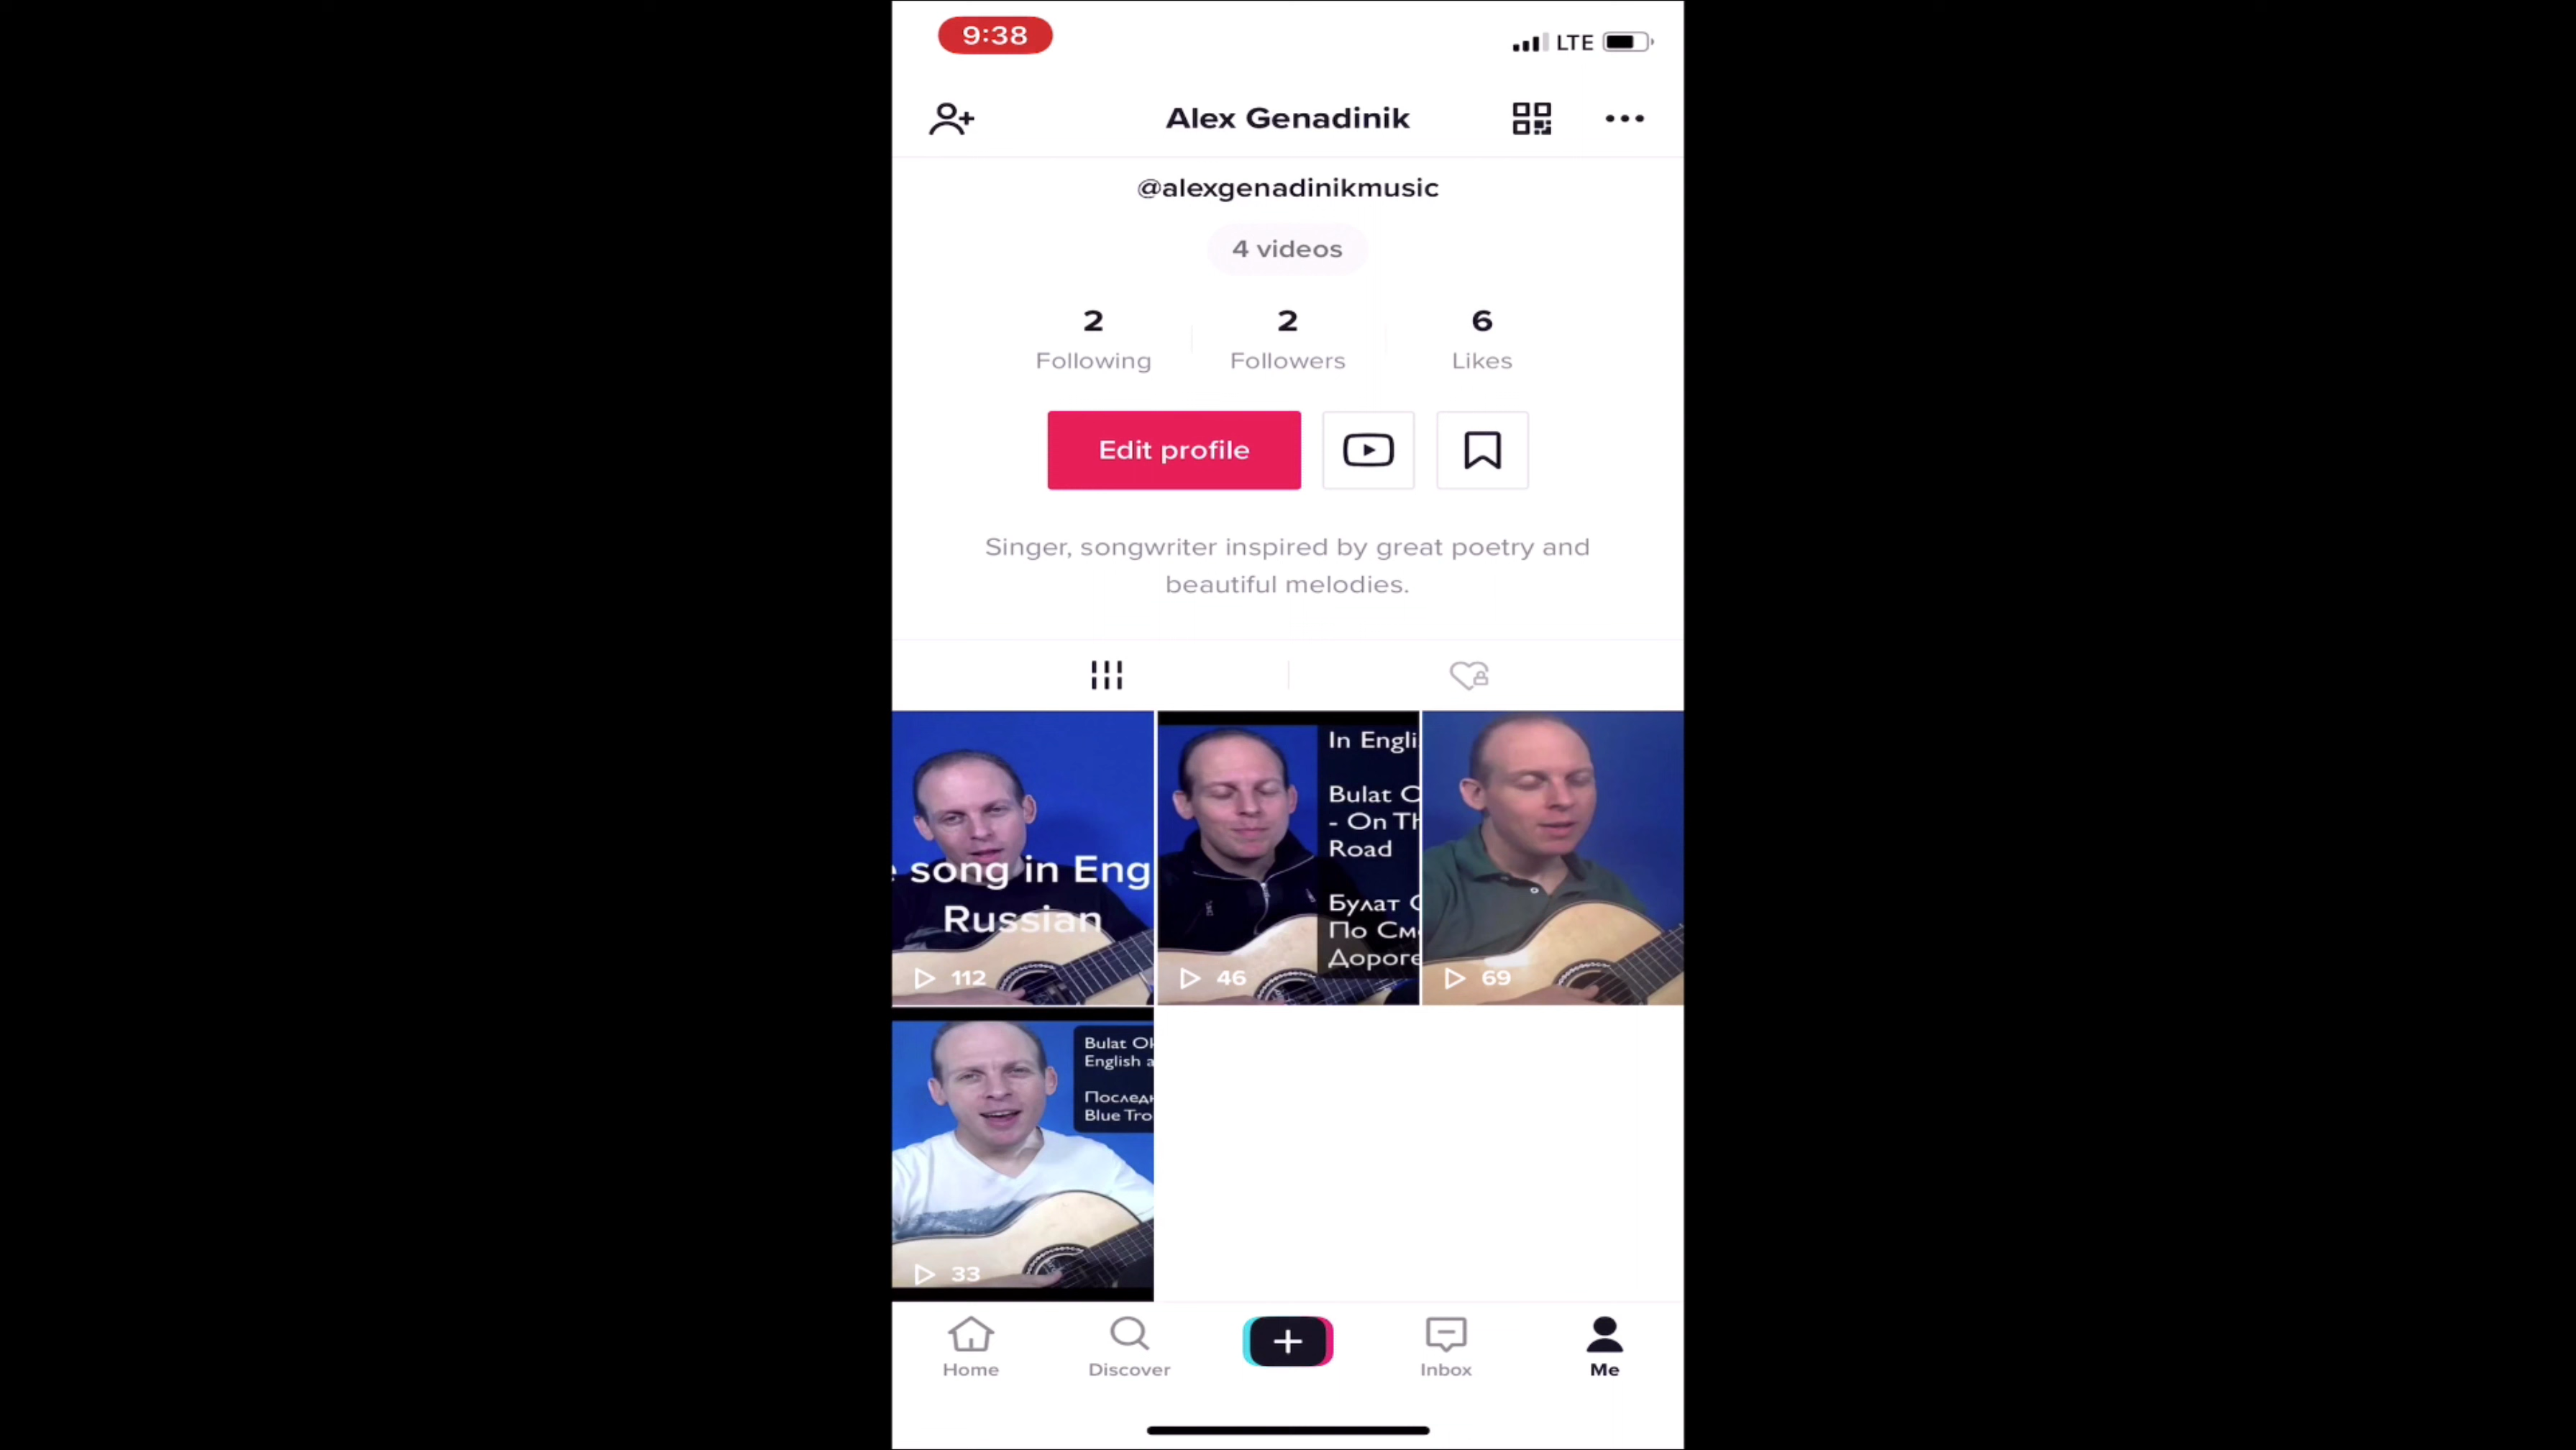 9:38
LTE
Alex Genadinik
@alexgenadinikmusic
4 videos
2
Following
2
Followers
6
Likes
Edit profile
Singer, songwriter inspired by great poetry and
beautiful melodies.
song in Eng
Russian
112
In Engli
Bulat O
- On Th
Road
Булат О
По См
Дороге
46
69
Bulat Ok
English a
Последн
Blue Tro
33
Home
Discover
Inbox
Me